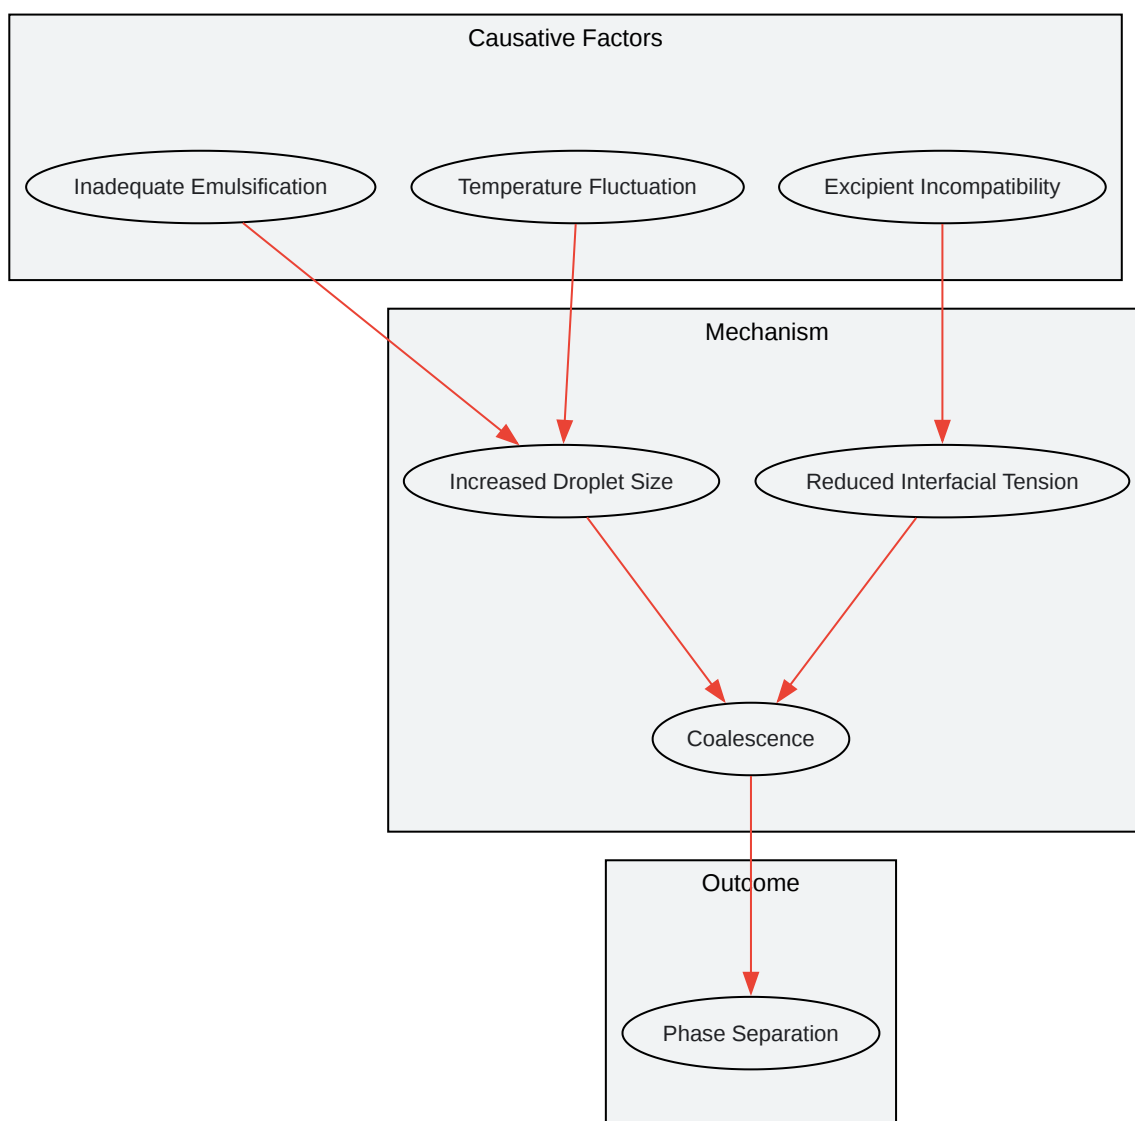 Causative Factors
Inadequate Emulsification
Temperature Fluctuation
Excipient Incompatibility
Mechanism
Increased Droplet Size
Reduced Interfacial Tension
Coalescence
Outcome
Phase Separation